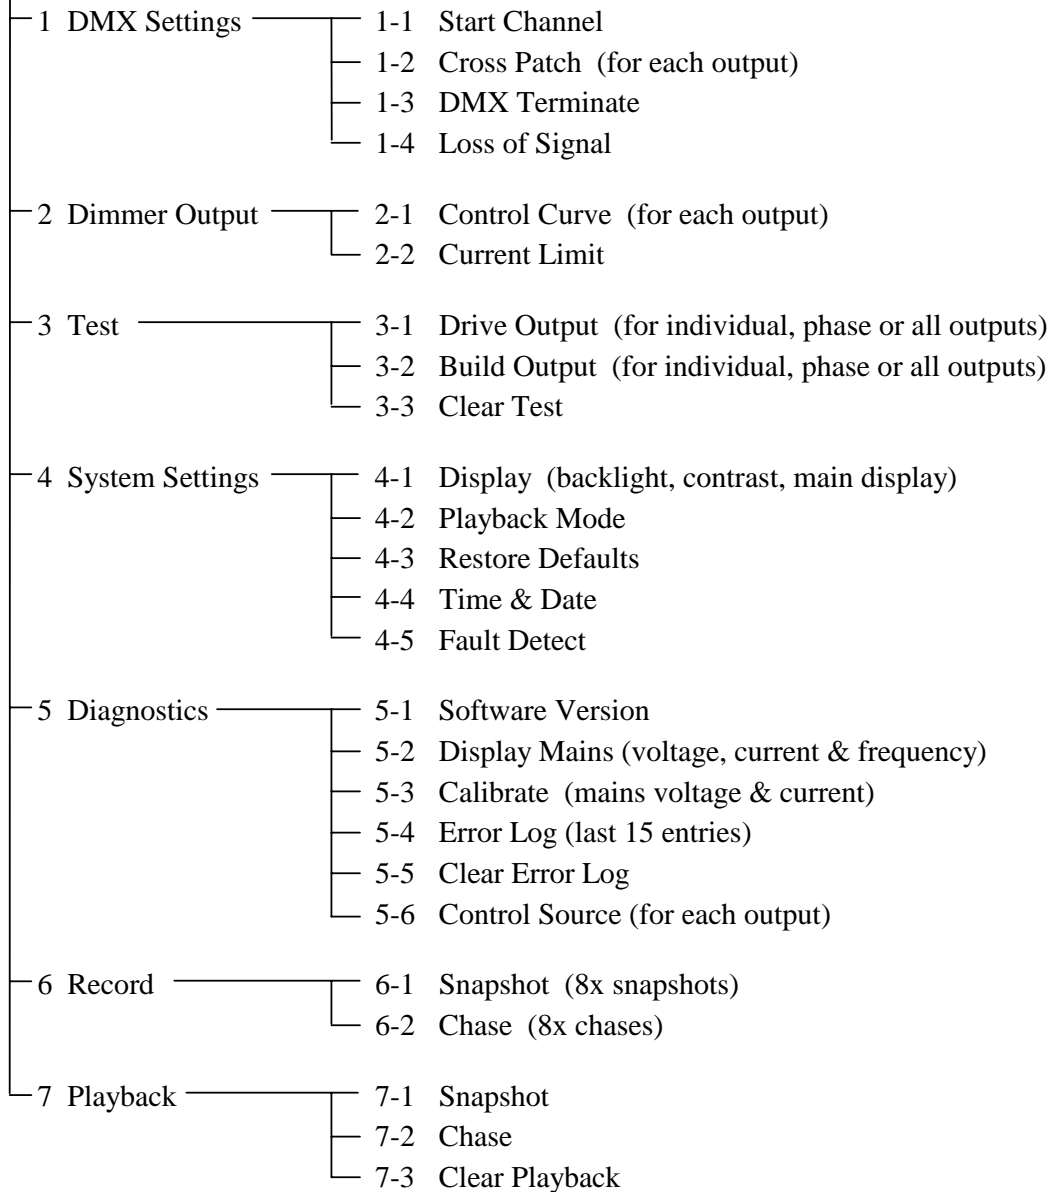 1 DMX Settings 1-1 Start Channel
1-2 Cross Patch (for each output)
1-3 DMX Terminate
1-4 Loss of Signal
2 Dimmer Output 2-1 Control Curve (for each output)
2-2 Current Limit
3 Test 3-1 Drive Output (for individual, phase or all outputs)
3-2 Build Output (for individual, phase or all outputs)
3-3 Clear Test
4 System Settings 4-1 Display (backlight, contrast, main display)
4-2 Playback Mode
4-3 Restore Defaults
4-4 Time & Date
4-5 Fault Detect
5 Diagnostics 5-1 Software Version
5-2 Display Mains (voltage, current & frequency)
5-3 Calibrate (mains voltage & current)
5-4 Error Log (last 15 entries)
5-5 Clear Error Log
5-6 Control Source (for each output)
6 Record 6-1 Snapshot (8x snapshots)
6-2 Chase (8x chases)
7 Playback 7-1 Snapshot
7-2 Chase
7-3 Clear Playback